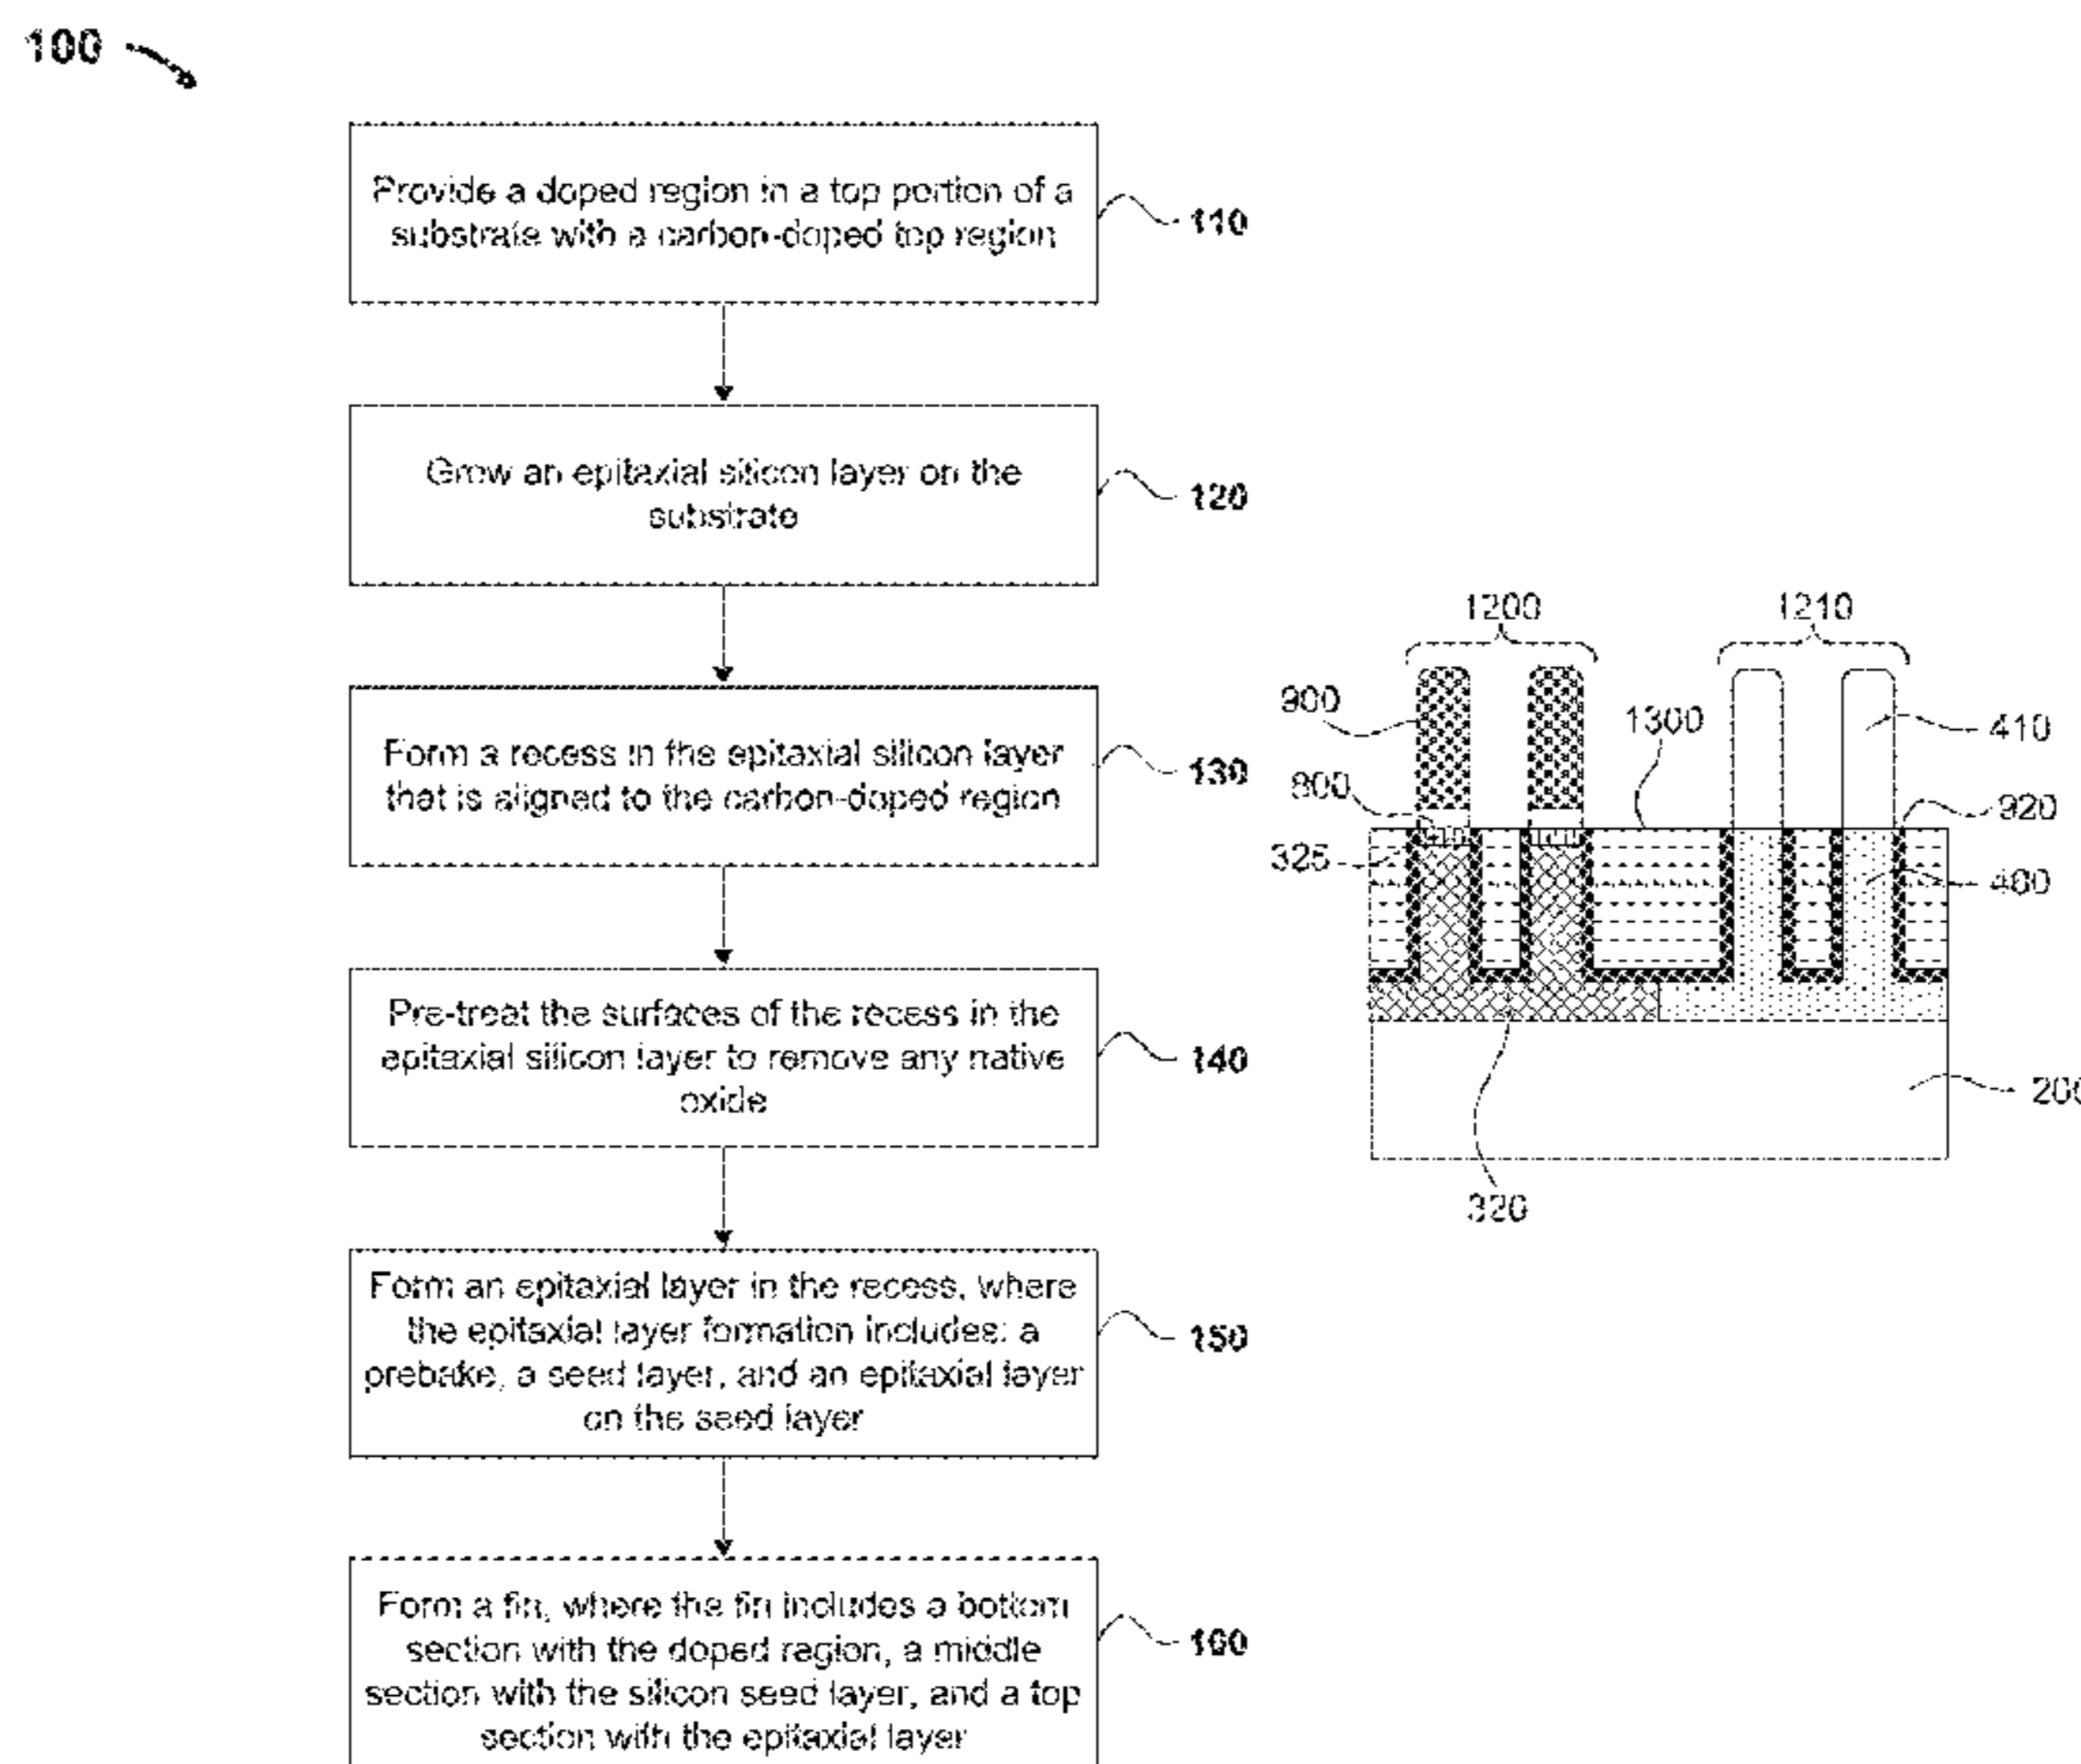 100
Provide a doped region in a top portion of a
substrate with a carbon-doped top region
110
Grow an epitaxial silicon layer on the
substrate
120
Form a recess in the epitaxial silicon layer
that is aligned to the carbon-doped region
130
Pre-treat the surfaces of the recess in the
epitaxial silicon layer to remove any native
oxide
140
Form an epitaxial layer in the recess, where
the epitaxial layer formation includes: a
prebake, a seed layer, and an epitaxial layer
on the seed layer
150
Form a fin, where the fin includes a bottom
section with the doped region, a middle
section with the silicon seed layer, and a top
section with the epitaxial layer
160
1200
1210
900
1300
410
800
920
325
400
200
320